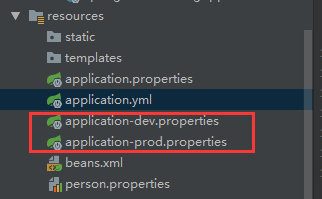 resources
static
templates
application.properties
application.yml
application-dev.properties
application-prod.properties
beans.xml
person.properties